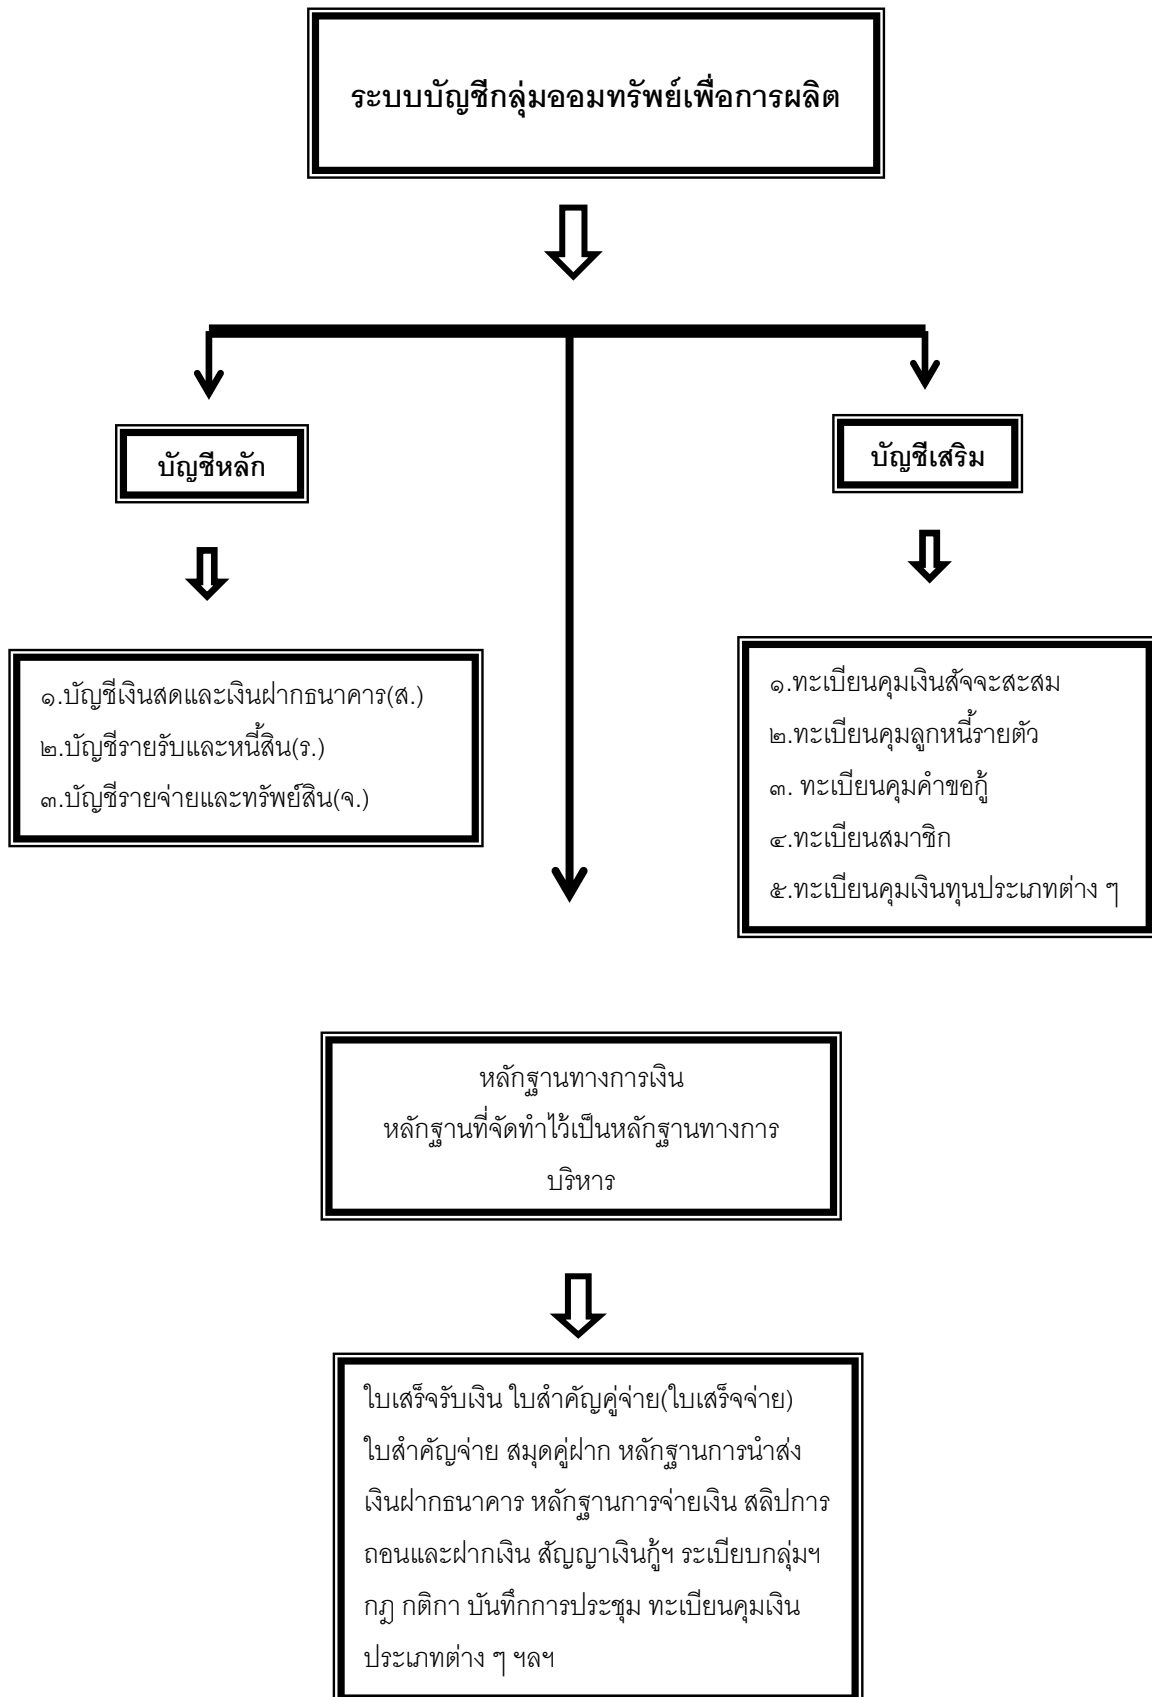 ระบบบัญชีกลุ่มออมทรัพย์เพื่อการผลิต
บัญชีหลัก
บัญชีเสริม
๑.บัญชีเงินสดและเงินฝากธนาคาร(ส.)
๒.บัญชีรายรับและหนี้สิน(ร.)
๓.บัญชีรายจ่ายและทรัพย์สิน(จ.)
๑.ทะเบียนคุมเงินสัจจะสะสม
๒.ทะเบียนคุมลูกหนี้รายตัว
๓. ทะเบียนคุมคำขอกู้
๔.ทะเบียนสมาชิก
๕.ทะเบียนคุมเงินทุนประเภทต่าง ๆ
หลักฐานทางการเงิน
หลักฐานที่จัดทำไว้เป็นหลักฐานทางการ
บริหาร
ใบเสร็จรับเงิน ใบสำคัญคู่จ่าย(ใบเสร็จจ่าย)
ใบสำคัญจ่าย สมุดคู่ฝาก หลักฐานการนำส่ง
เงินฝากธนาคาร หลักฐานการจ่ายเงิน สลิปการ
ถอนและฝากเงิน สัญญาเงินกู้ฯ ระเบียบกลุ่มฯ
กฎ กติกา บันทึกการประชุม ทะเบียนคุมเงิน
ประเภทต่าง ๆ ฯลฯ